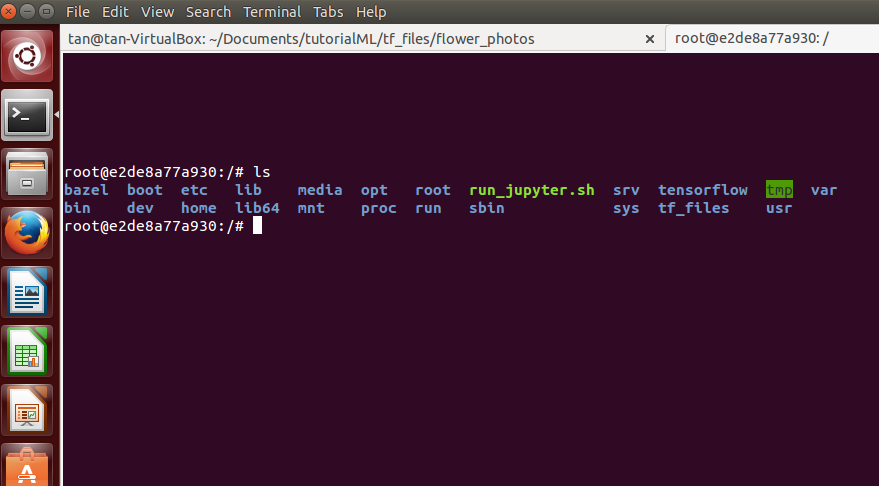 File Edit View Search Terminal Tabs Help
tan@tan-VirtualBox: ~/Documents/tutorialML/tf_files/flower_photos
root@e2de8a77a930: /
root@e2de8a77a930:/# ls
bazel boot etc lib media opt root run_jupyter.sh srv tensorflow tmp var
bin dev home lib64 mnt proc run sbin sys tf_files usr
root@e2de8a77a930:/#